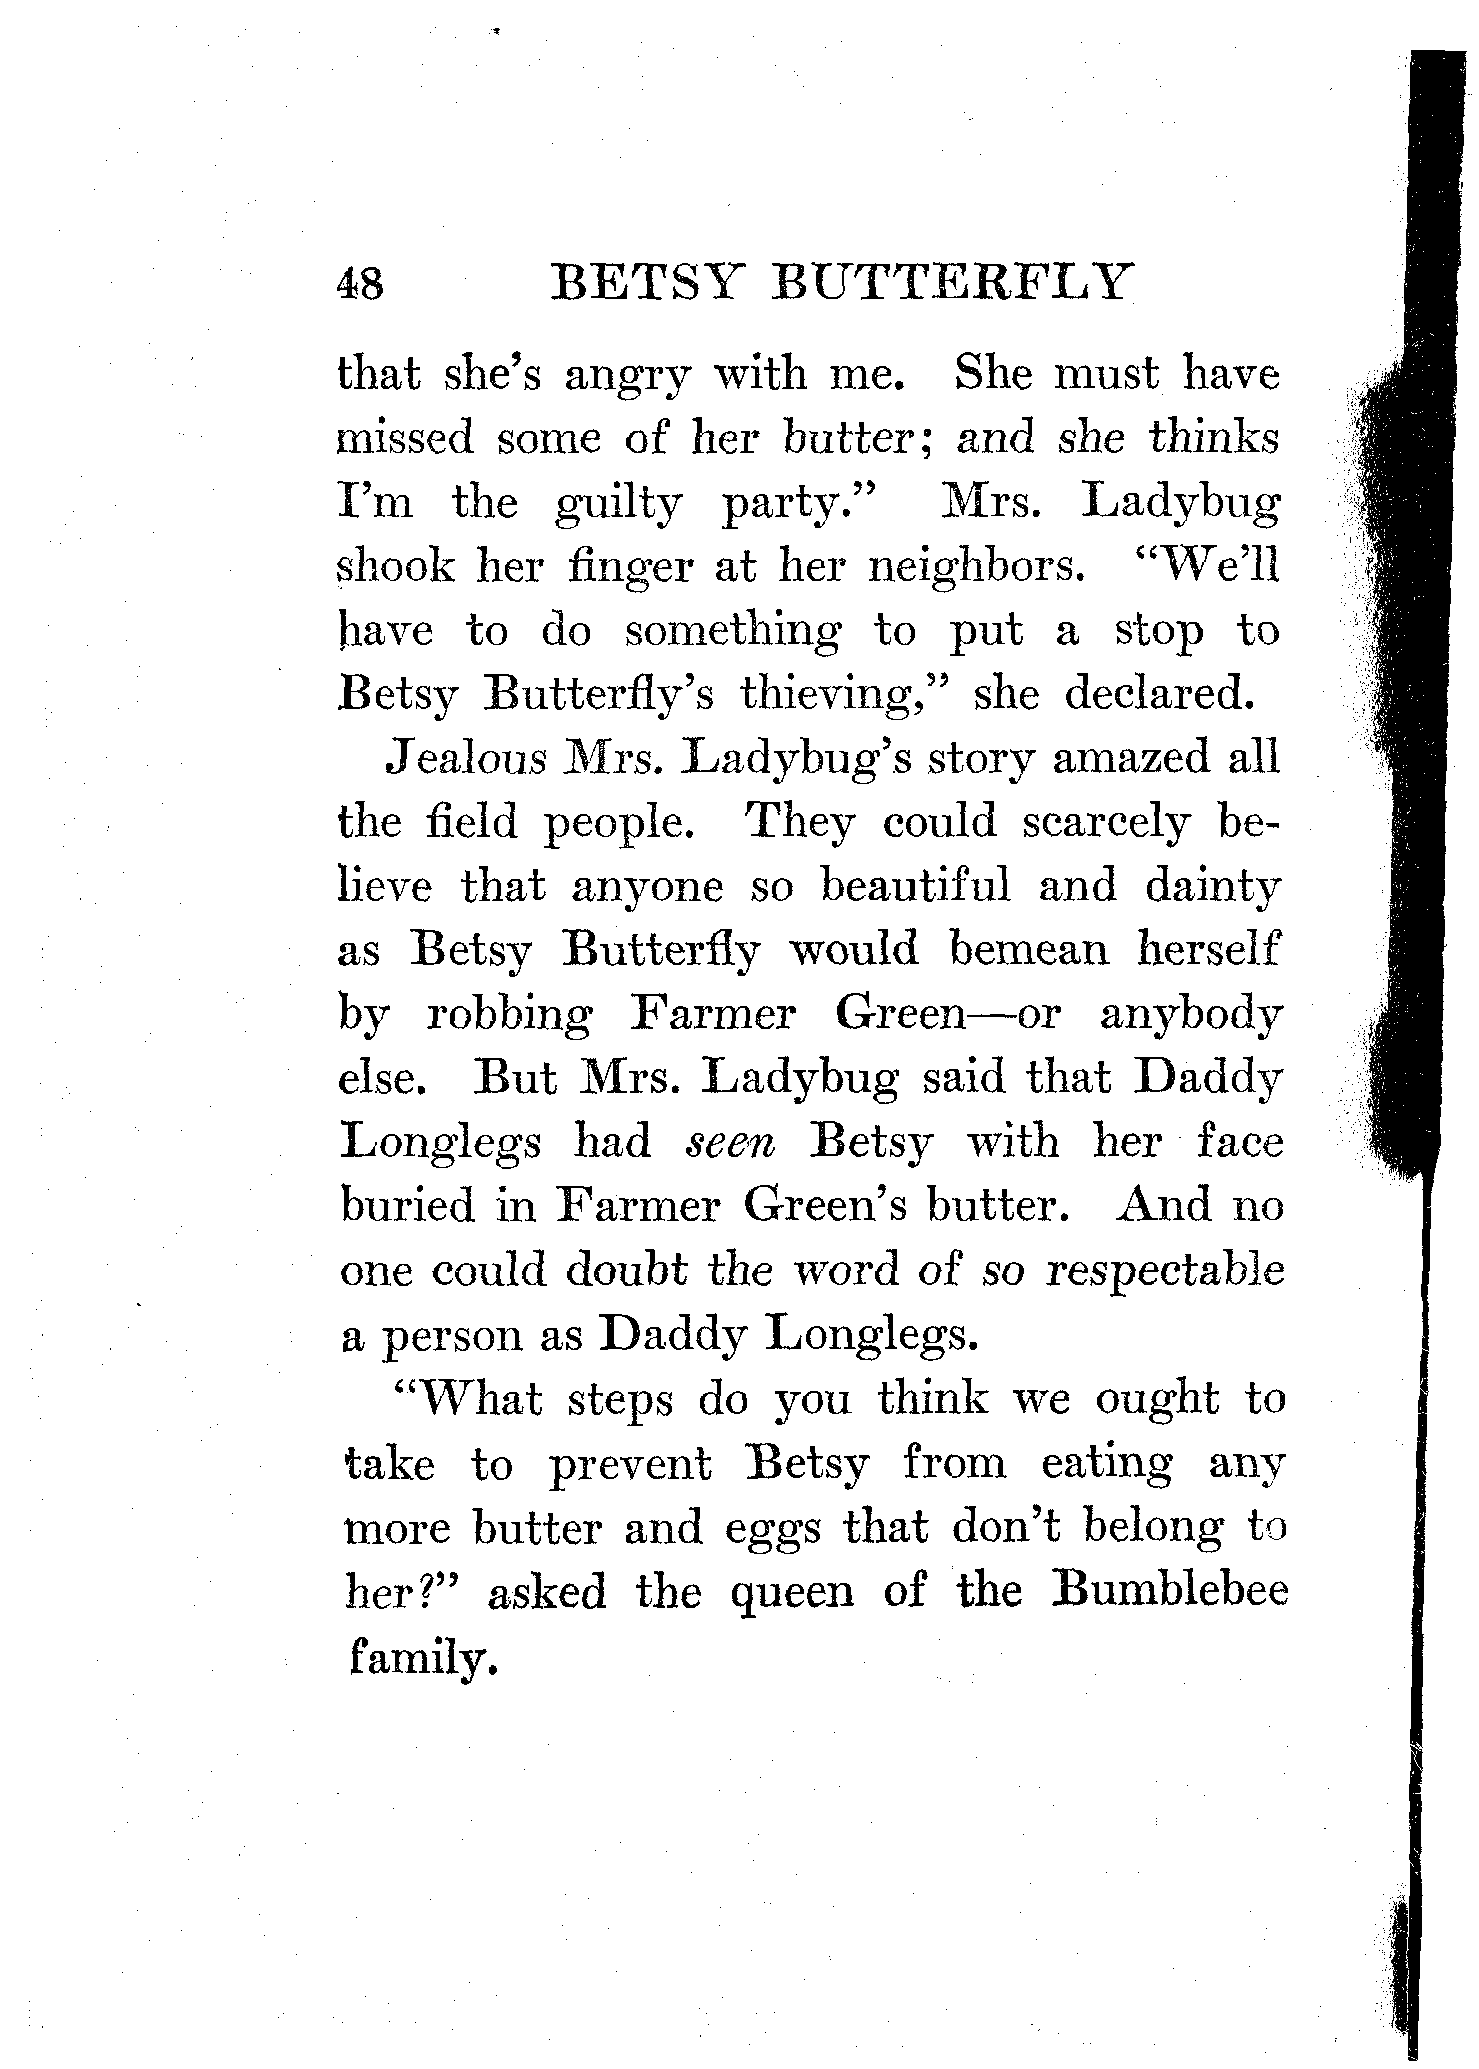 48 BETSY BUTTERFLY
that she's angry with me. She must have
missed some of her butter; and she thinks
I'm the guilty party." Mrs. Ladybug
shook her finger at her neighbors. "We'll
have to do something to put a stop to
Betsy Butterfly's thieving," she declared.
Jealous Mrs. Ladybug's story amazed all
the field people. They could scarcely be-
lieve that anyone so beautiful and dainty
as Betsy Butterfly would bemean herself
by robbing Farmer Green—or anybody
else. But Mrs. Ladybug said that Daddy
Longlegs had seen Betsy with her face
buried in Farmer Green's butter. And no
one could doubt the word of so respectable
a person as Daddy Longlegs.
"What steps do you think we ought to
take to prevent Betsy from eating any
more butter and eggs that don't belong to
her?" asked the queen of the Bumblebee
family.